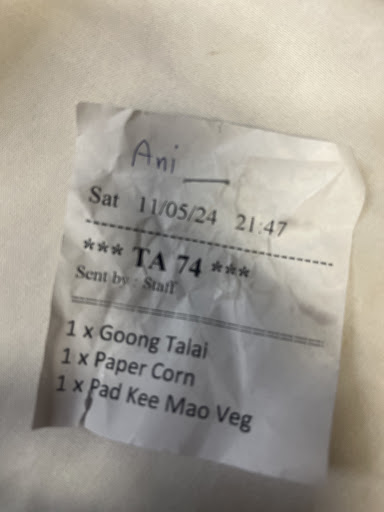 Ani
Sat 11/05/24 21:47
*** TA 74 ***
Sent by : Staff
1 x Goong Talai
1 x Paper Corn
1 x Pad Kee Mao Veg